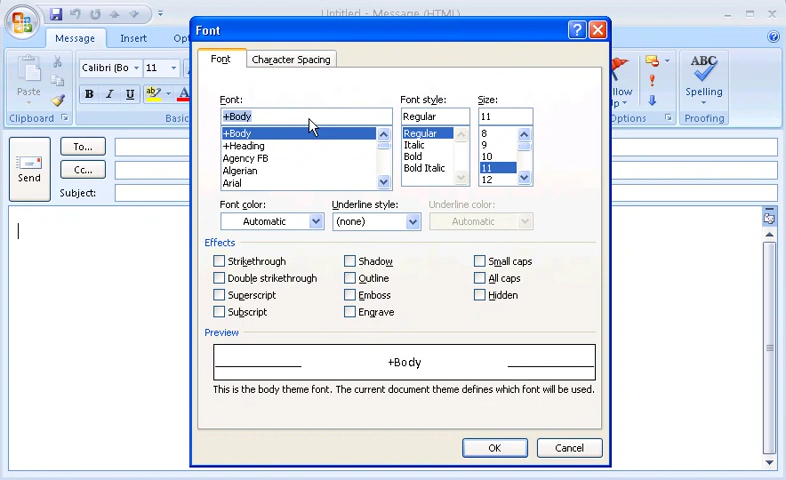 Untitled - Message (HTML)
Message
Insert
Calibri (Bo
11
Paste
B I U ab
Clipboard
Basic
Follow
Up
Options
ABC
Spelling
Proofing
Send
To...
Cc...
Subject:
Font
Font
Character Spacing
Font:
+Body
+Body
+Heading
Agency FB
Algerian
Arial
Font style:
Regular
Regular
Italic
Bold
Bold Italic
Size:
11
8
9
10
11
12
Font color:
Automatic
Underline style:
(none)
Underline color:
Automatic
Effects
Strikethrough
Double strikethrough
Superscript
Subscript
Shadow
Outline
Emboss
Engrave
Small caps
All caps
Hidden
Preview
+Body
This is the body theme font. The current document theme defines which font will be used.
OK
Cancel